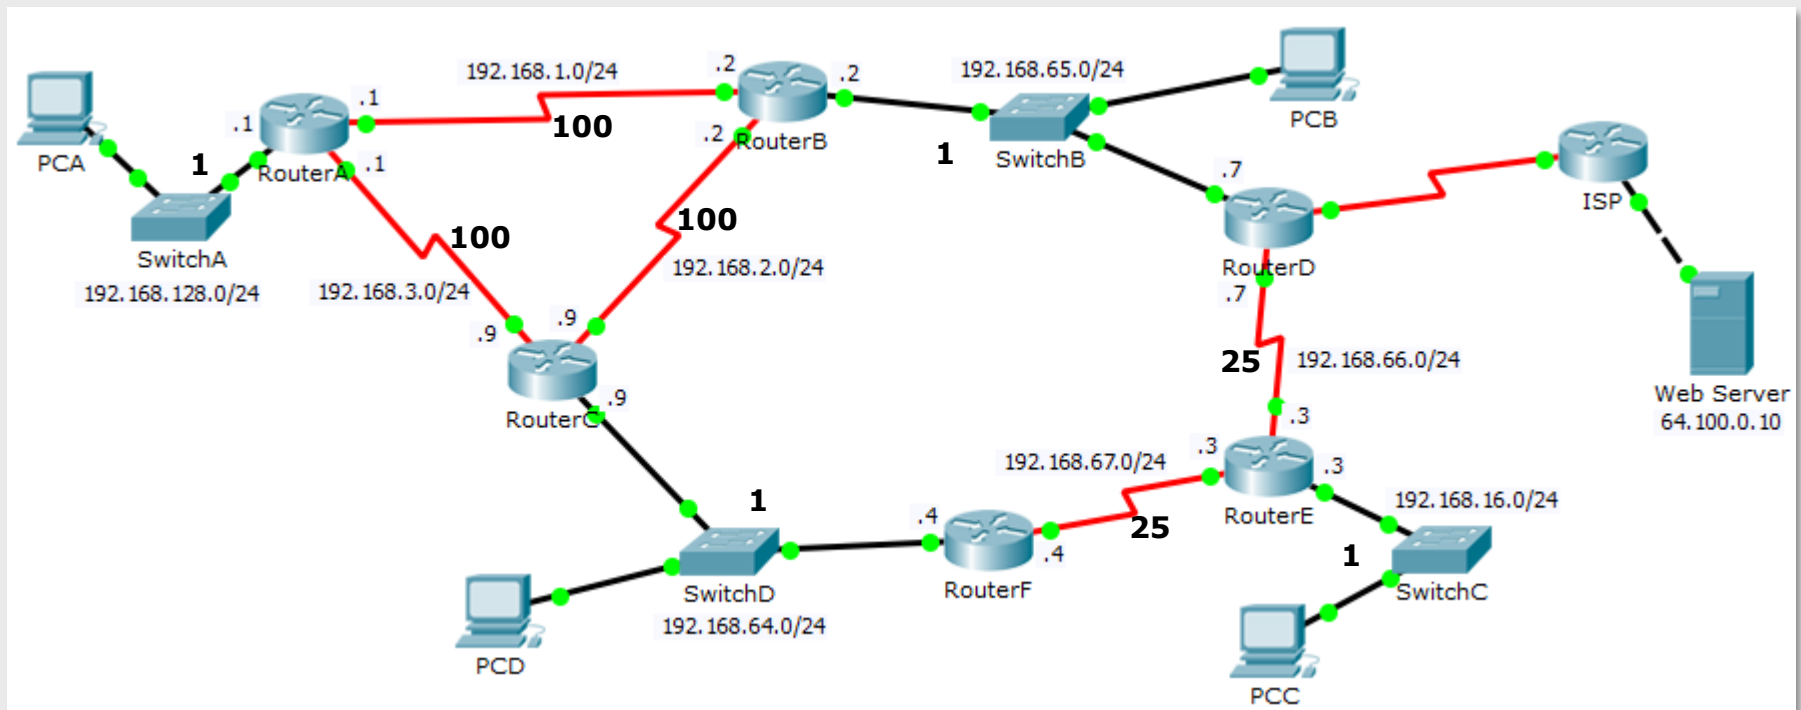 192.168.1.0/24
.2
.2
192.168.65.0/24
PCB
.1
.1
100
.2
RouterB
1
SwitchB
PCA
1
RouterA
.1
.7
ISP
SwitchA
192.168.128.0/24
100
192.168.3.0/24
100
192.168.2.0/24
RouterD
.7
.9
.9
RouterC
.9
25
192.168.66.0/24
Web Server
64.100.0.10
.3
.3
.3
192.168.67.0/24
RouterE
192.168.16.0/24
1
SwitchD
192.168.64.0/24
.4
RouterF
.4
25
1
SwitchC
PCD
PCC